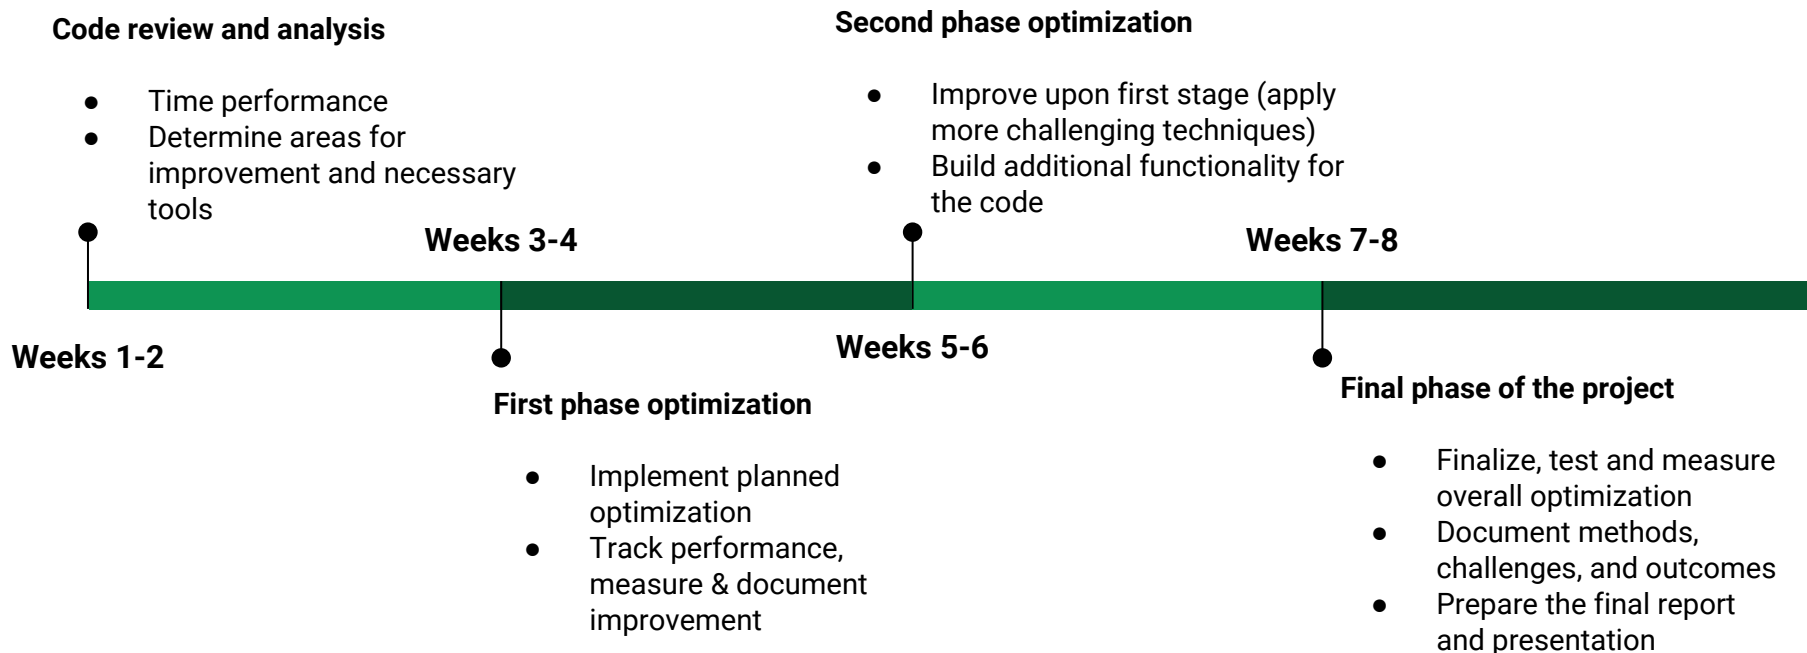 Code review and analysis
● Time performance
● Determine areas for
improvement and necessary
tools
Weeks 1-2
Weeks 3-4
First phase optimization
● Implement planned
optimization
● Track performance,
measure & document
improvement
Second phase optimization
● Improve upon first stage (apply
more challenging techniques)
● Build additional functionality for
the code
Weeks 5-6
Weeks 7-8
Final phase of the project
● Finalize, test and measure
overall optimization
● Document methods,
challenges, and outcomes
● Prepare the final report
and presentation